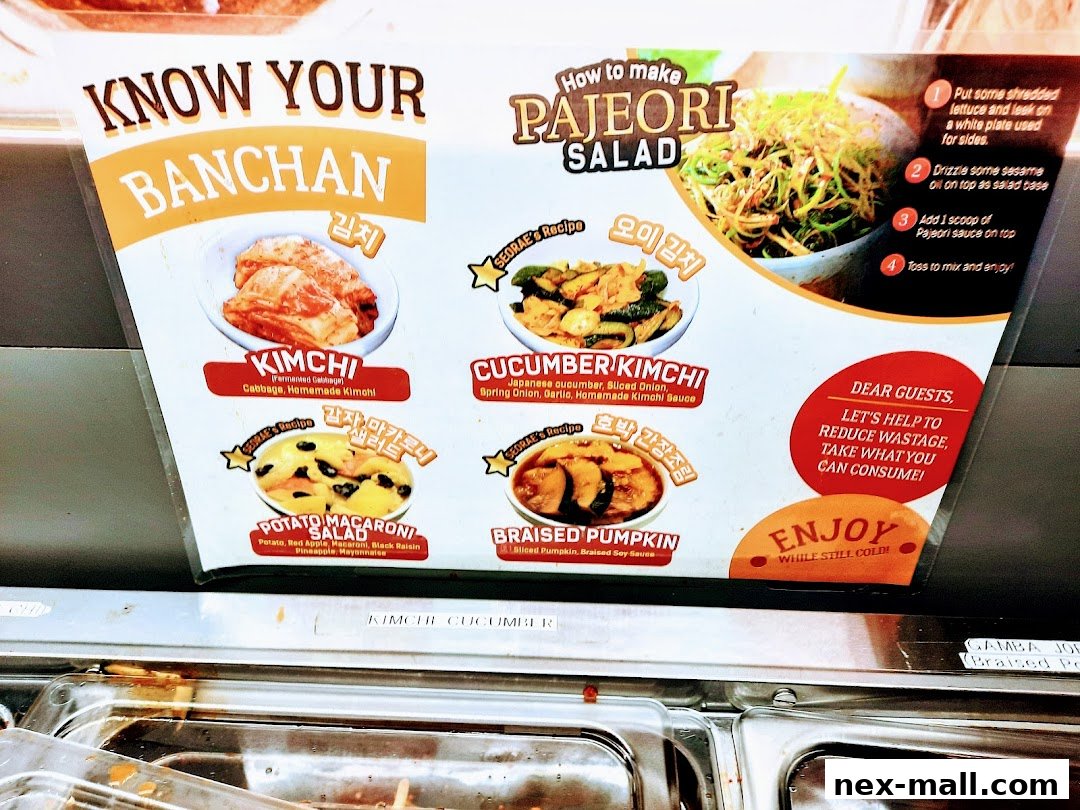 KNOW YOUR
BANCHAN
김치
KIMCHI
(Fermented Cabbage)
Cabbage, Homemade Kimchi
SEORAE's Recipe
오이 김치
CUCUMBER KIMCHI
Japanese cucumber, Sliced Onion,
Spring Onion, Garlic, Homemade Kimchi Sauce
SEORAE's Recipe
감자 마카로니
샐러드
POTATO MACARONI
SALAD
Potato, Red Apple, Macaroni, Black Raisin
Pineapple, Mayonnaise
SEORAE's Recipe
호박 간장조림
BRAISED PUMPKIN
Sliced Pumpkin, Braised Soy Sauce
How to make
PAJEORI
SALAD
1 Put some shredded
lettuce and leek on
a white plate used
for sides.
2 Drizzle some sesame
oil on top as salad base
3 Add 1 scoop of
Pajeori sauce on top
4 Toss to mix and enjoy!
DEAR GUESTS,
LET'S HELP TO
REDUCE WASTAGE,
TAKE WHAT YOU
CAN CONSUME!
ENJOY
WHILE STILL COLD!
KIMCHI CUCUMBER
GAMBA
(Braised
nex-mall.com